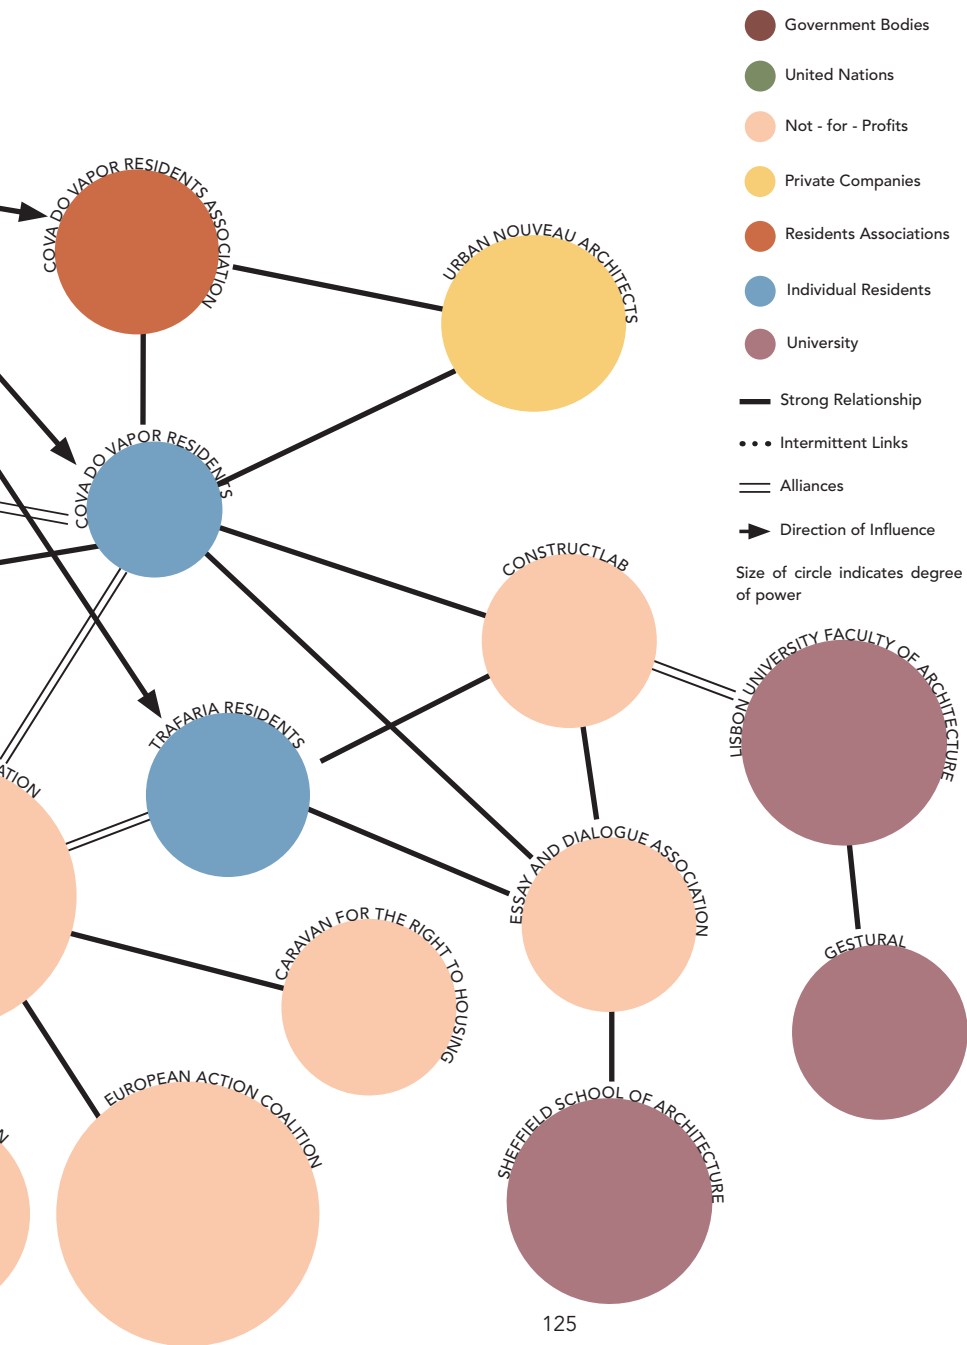 Government Bodies
United Nations
Not - for - Profits
Private Companies
Residents Associations
Individual Residents
University
Strong Relationship
Intermittent Links
Alliances
Direction of Influence
Size of circle indicates degree
of power
COVA DO VAPOR RESIDENTS ASSOCIATION
URBAN NOUVEAU ARCHITECTS
COVA DO VAPOR RESIDENTS
CONSTRUCTLAB
LISBON UNIVERSITY FACULTY OF ARCHITECTURE
TRAFARIA RESIDENTS
ATION
ESSAY AND DIALOGUE ASSOCIATION
CARAVAN FOR THE RIGHT TO HOUSING
GESTURAL
EUROPEAN ACTION COALITION
N
SHEFFIELD SCHOOL OF ARCHITECTURE
125